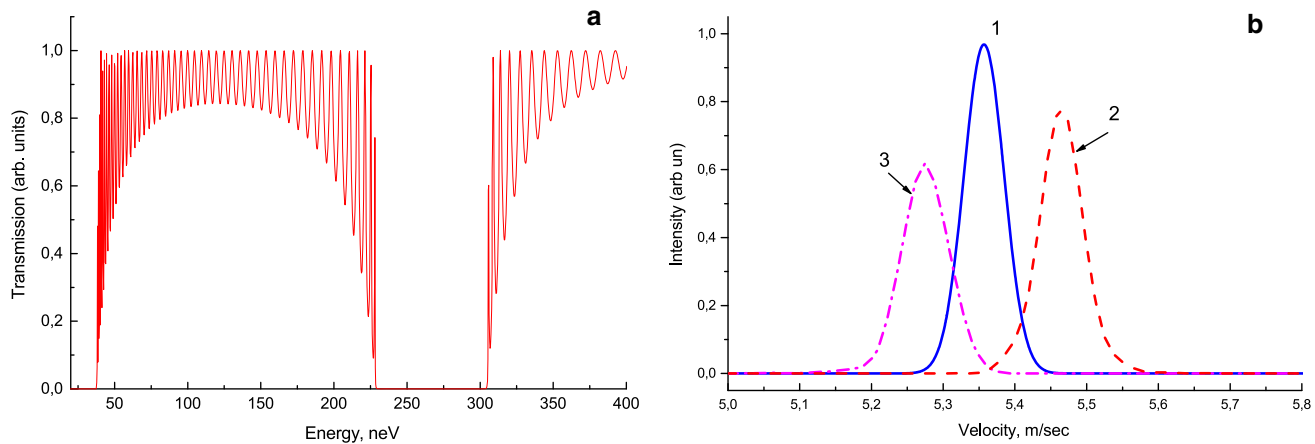 a
1,0
0,8
0,6
0,4
0,2
0,0
Transmission (arb. units)
50 100 150 200 250 300 350 400
Energy, neV
b
1
2
3
1,0
0,8
0,6
0,4
0,2
0,0
Intensity (arb un)
5,0 5,1 5,2 5,3 5,4 5,5 5,6 5,7 5,8
Velocity, m/sec